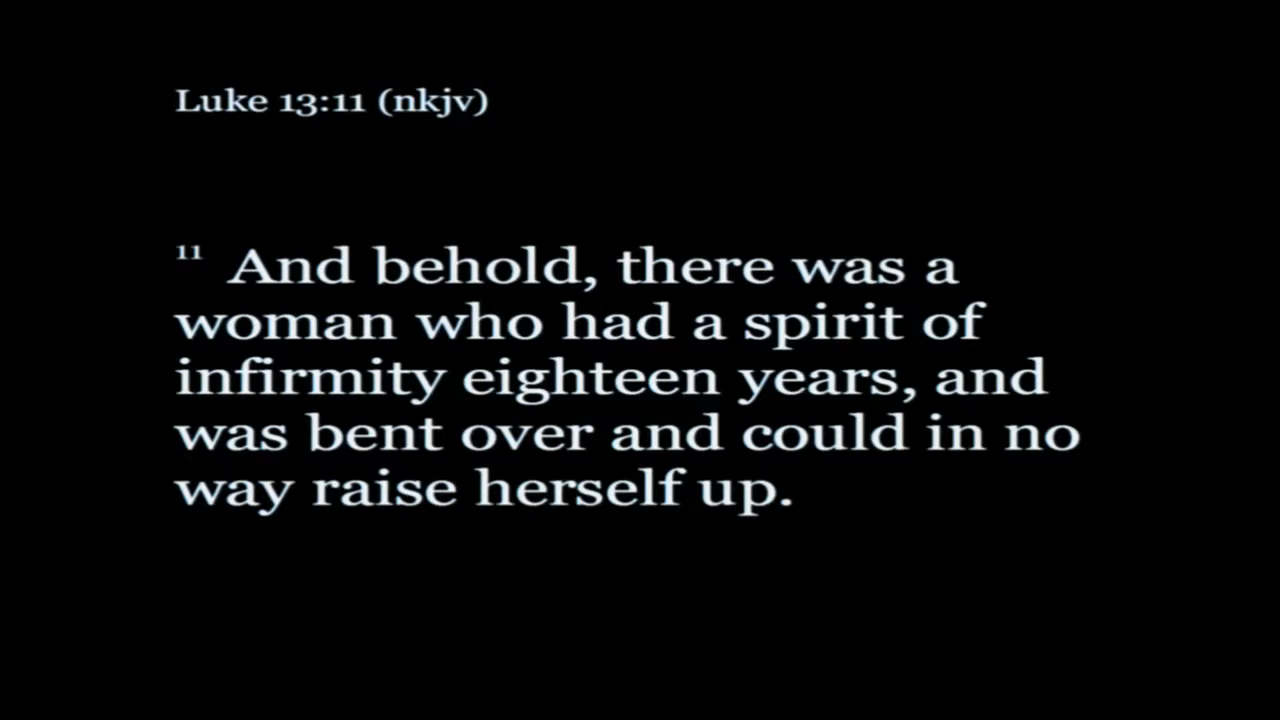 Luke 13:11 (nkjv)
11 And behold, there was a
woman who had a spirit of
infirmity eighteen years, and
was bent over and could in no
way raise herself up.